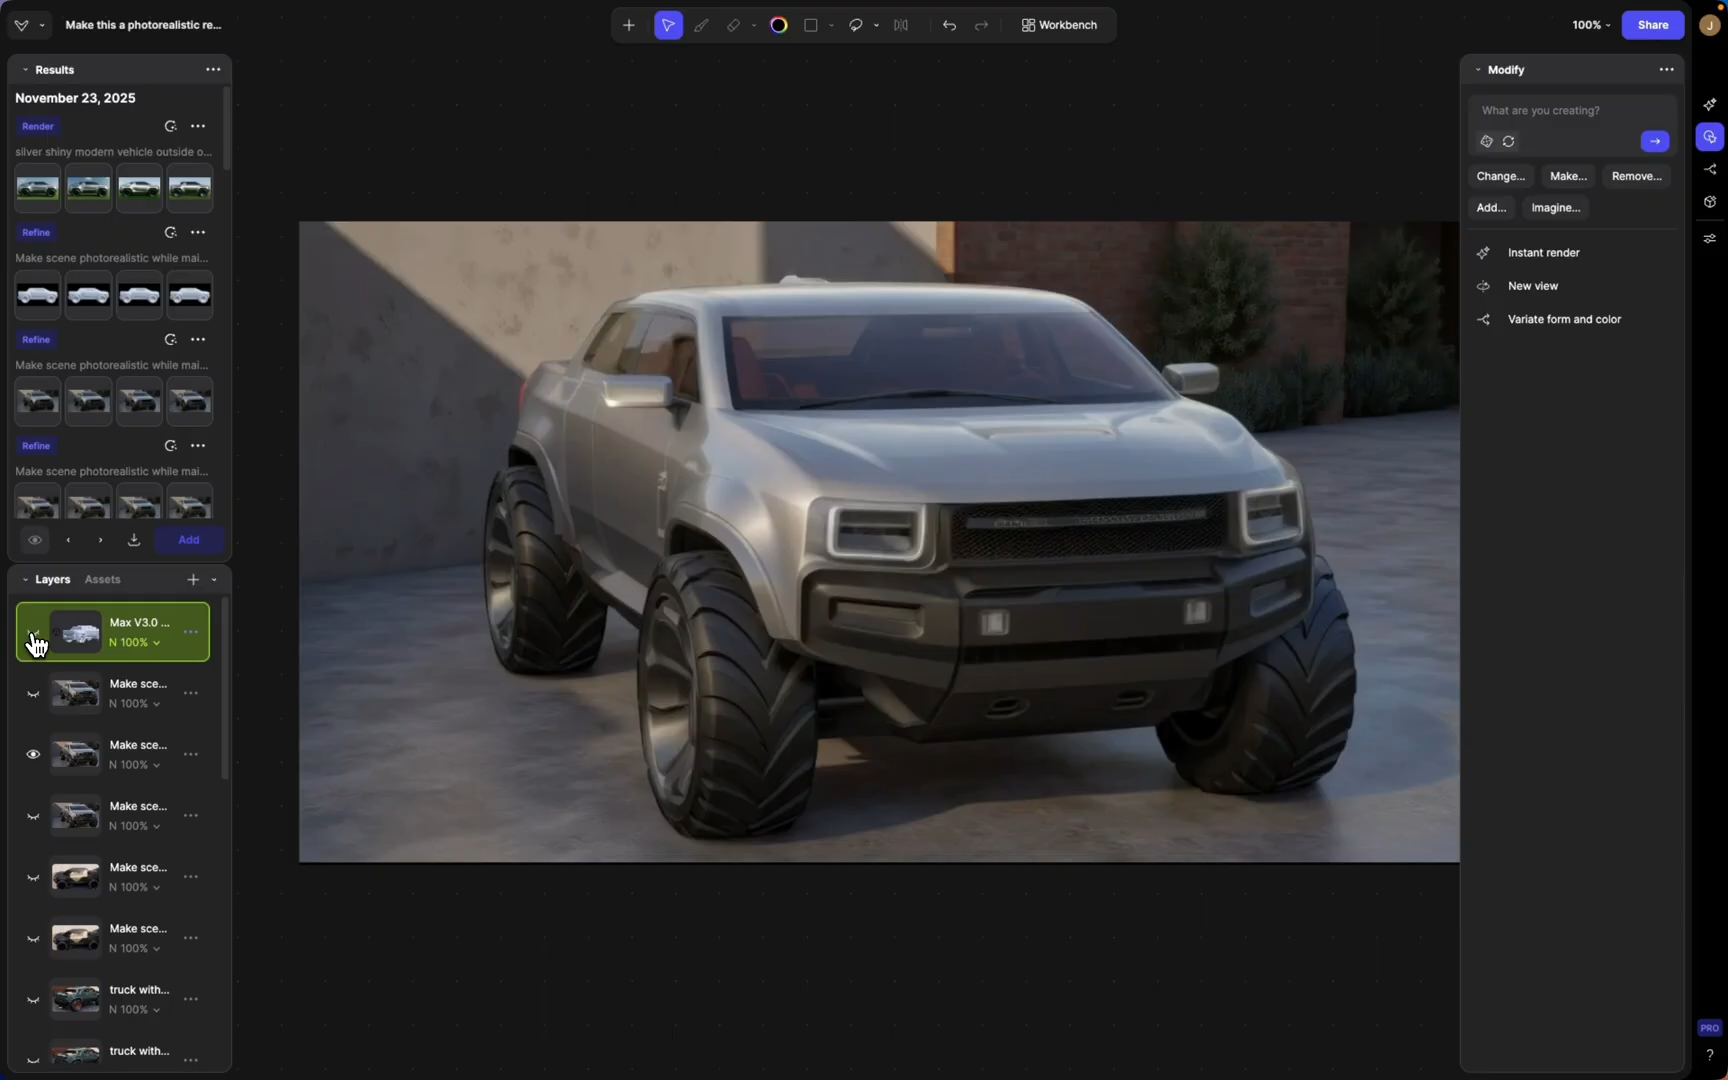 Make this a photorealistic re...
Workbench
100%
Share
J
Results
November 23, 2025
Render
silver shiny modern vehicle outside o...
Refine
Make scene photorealistic while mai...
Refine
Make scene photorealistic while mai...
Refine
Make scene photorealistic while mai...
Add
Layers
Assets
Max V3.0 ...
N 100%
Make sce...
N 100%
Make sce...
N 100%
Make sce...
N 100%
Make sce...
N 100%
Make sce...
N 100%
truck with...
N 100%
truck with...
Modify
What are you creating?
Change...
Make...
Remove...
Add...
Imagine...
Instant render
New view
Variate form and color
PRO
?